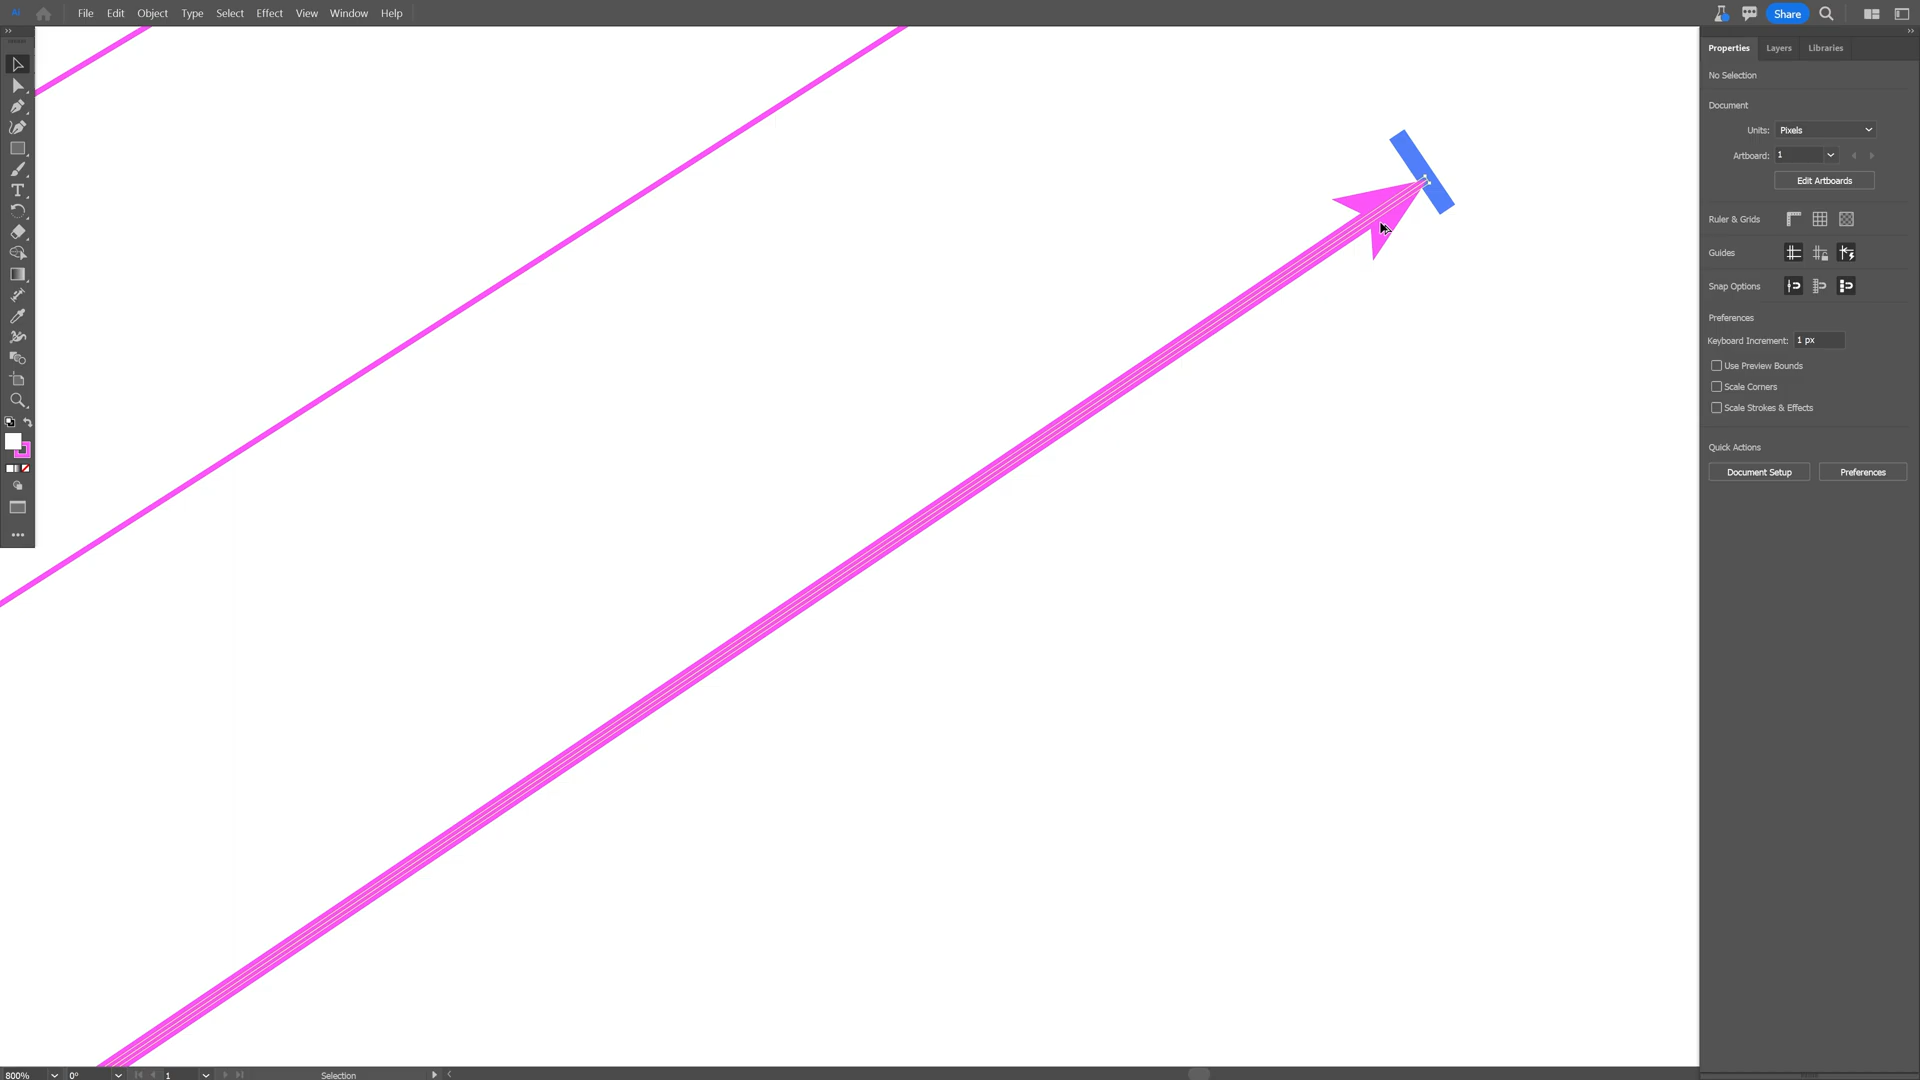 Ai File Edit Object Type Select Effect View Window Help Share
Properties Layers Libraries
No Selection
Document
Units: Pixels
Artboard: 1
Edit Artboards
Ruler & Grids
Guides
Snap Options
Preferences
Keyboard Increment: 1 px
Use Preview Bounds
Scale Corners
Scale Strokes & Effects
Quick Actions
Document Setup Preferences
800% 0° 1 Selection